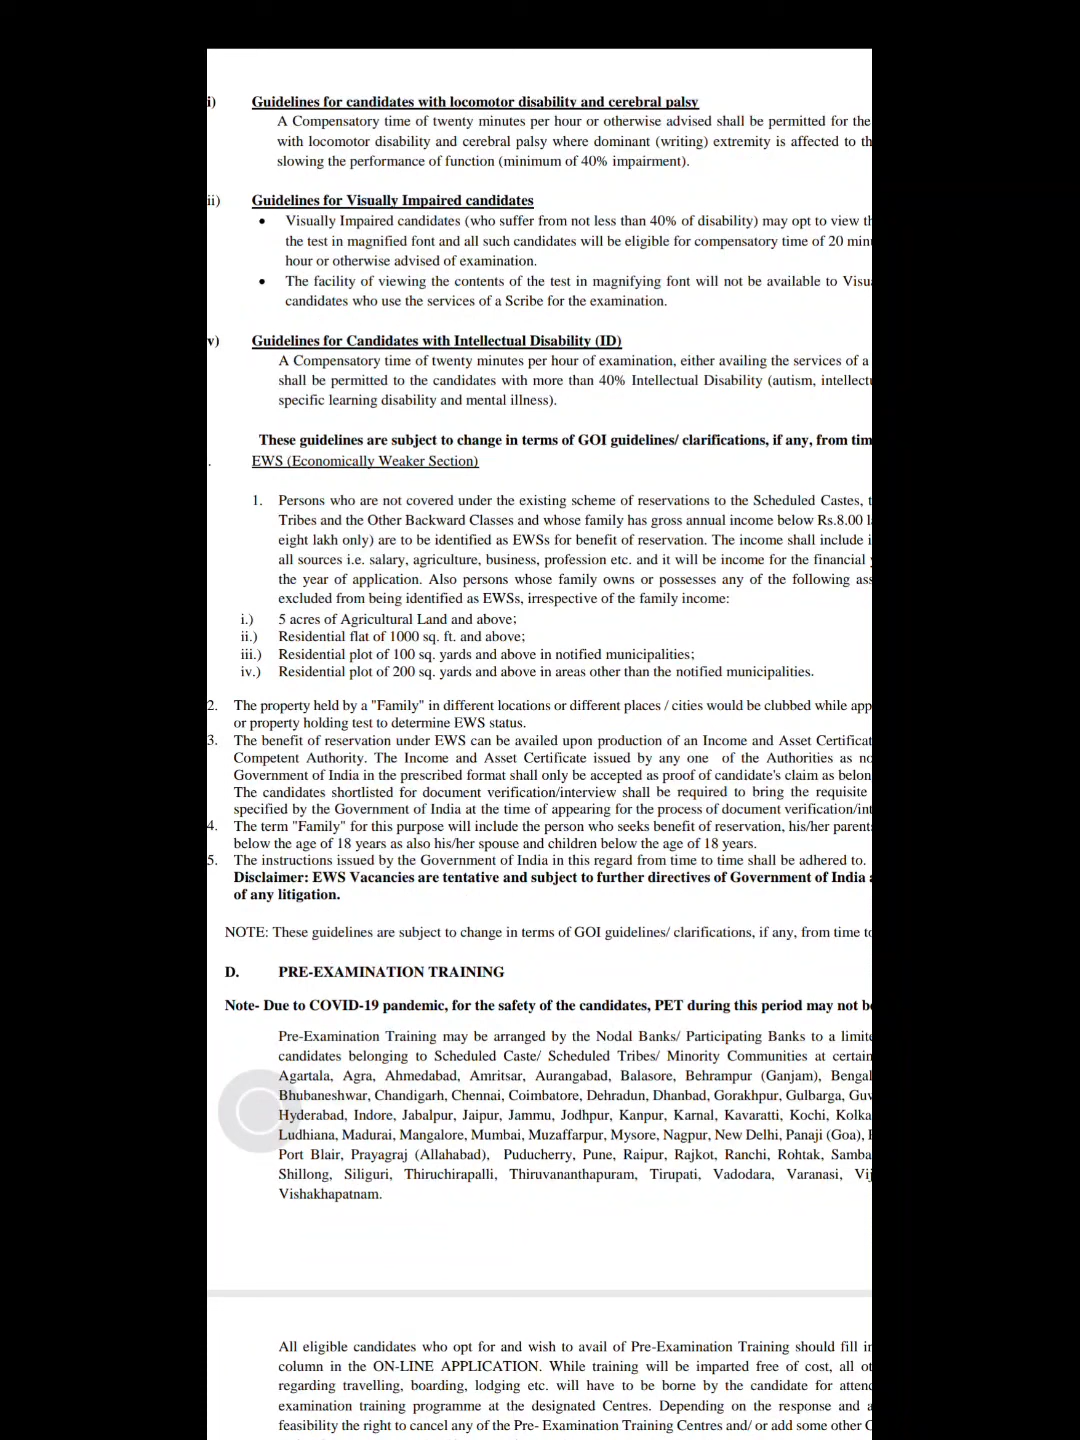 i) Guidelines for candidates with locomotor disability and cerebral palsy
A Compensatory time of twenty minutes per hour or otherwise advised shall be permitted for the
with locomotor disability and cerebral palsy where dominant (writing) extremity is affected to th
slowing the performance of function (minimum of 40% impairment).
ii) Guidelines for Visually Impaired candidates
• Visually Impaired candidates (who suffer from not less than 40% of disability) may opt to view th
the test in magnified font and all such candidates will be eligible for compensatory time of 20 min
hour or otherwise advised of examination.
• The facility of viewing the contents of the test in magnifying font will not be available to Visu
candidates who use the services of a Scribe for the examination.
v) Guidelines for Candidates with Intellectual Disability (ID)
A Compensatory time of twenty minutes per hour of examination, either availing the services of a
shall be permitted to the candidates with more than 40% Intellectual Disability (autism, intellect
specific learning disability and mental illness).
These guidelines are subject to change in terms of GOI guidelines/ clarifications, if any, from tim
. EWS (Economically Weaker Section)
1. Persons who are not covered under the existing scheme of reservations to the Scheduled Castes, t
Tribes and the Other Backward Classes and whose family has gross annual income below Rs.8.00 l
eight lakh only) are to be identified as EWSs for benefit of reservation. The income shall include i
all sources i.e. salary, agriculture, business, profession etc. and it will be income for the financial
the year of application. Also persons whose family owns or possesses any of the following ass
excluded from being identified as EWSs, irrespective of the family income:
i.) 5 acres of Agricultural Land and above;
ii.) Residential flat of 1000 sq. ft. and above;
iii.) Residential plot of 100 sq. yards and above in notified municipalities;
iv.) Residential plot of 200 sq. yards and above in areas other than the notified municipalities.
2. The property held by a "Family" in different locations or different places / cities would be clubbed while app
or property holding test to determine EWS status.
3. The benefit of reservation under EWS can be availed upon production of an Income and Asset Certificat
Competent Authority. The Income and Asset Certificate issued by any one of the Authorities as no
Government of India in the prescribed format shall only be accepted as proof of candidate's claim as belon
The candidates shortlisted for document verification/interview shall be required to bring the requisite
specified by the Government of India at the time of appearing for the process of document verification/int
4. The term "Family" for this purpose will include the person who seeks benefit of reservation, his/her parent
below the age of 18 years as also his/her spouse and children below the age of 18 years.
5. The instructions issued by the Government of India in this regard from time to time shall be adhered to.
Disclaimer: EWS Vacancies are tentative and subject to further directives of Government of India
of any litigation.
NOTE: These guidelines are subject to change in terms of GOI guidelines/ clarifications, if any, from time to
D. PRE-EXAMINATION TRAINING
Note- Due to COVID-19 pandemic, for the safety of the candidates, PET during this period may not be
Pre-Examination Training may be arranged by the Nodal Banks/ Participating Banks to a limite
candidates belonging to Scheduled Caste/ Scheduled Tribes/ Minority Communities at certain
Agartala, Agra, Ahmedabad, Amritsar, Aurangabad, Balasore, Behrampur (Ganjam), Bengal
Bhubaneshwar, Chandigarh, Chennai, Coimbatore, Dehradun, Dhanbad, Gorakhpur, Gulbarga, Guw
Hyderabad, Indore, Jabalpur, Jaipur, Jammu, Jodhpur, Kanpur, Karnal, Kavaratti, Kochi, Kolka
Ludhiana, Madurai, Mangalore, Mumbai, Muzaffarpur, Mysore, Nagpur, New Delhi, Panaji (Goa),
Port Blair, Prayagraj (Allahabad), Puducherry, Pune, Raipur, Rajkot, Ranchi, Rohtak, Samba
Shillong, Siliguri, Thiruchirapalli, Thiruvananthapuram, Tirupati, Vadodara, Varanasi, Vij
Vishakhapatnam.
All eligible candidates who opt for and wish to avail of Pre-Examination Training should fill in
column in the ON-LINE APPLICATION. While training will be imparted free of cost, all ot
regarding travelling, boarding, lodging etc. will have to be borne by the candidate for attend
examination training programme at the designated Centres. Depending on the response and a
feasibility the right to cancel any of the Pre- Examination Training Centres and/ or add some other C